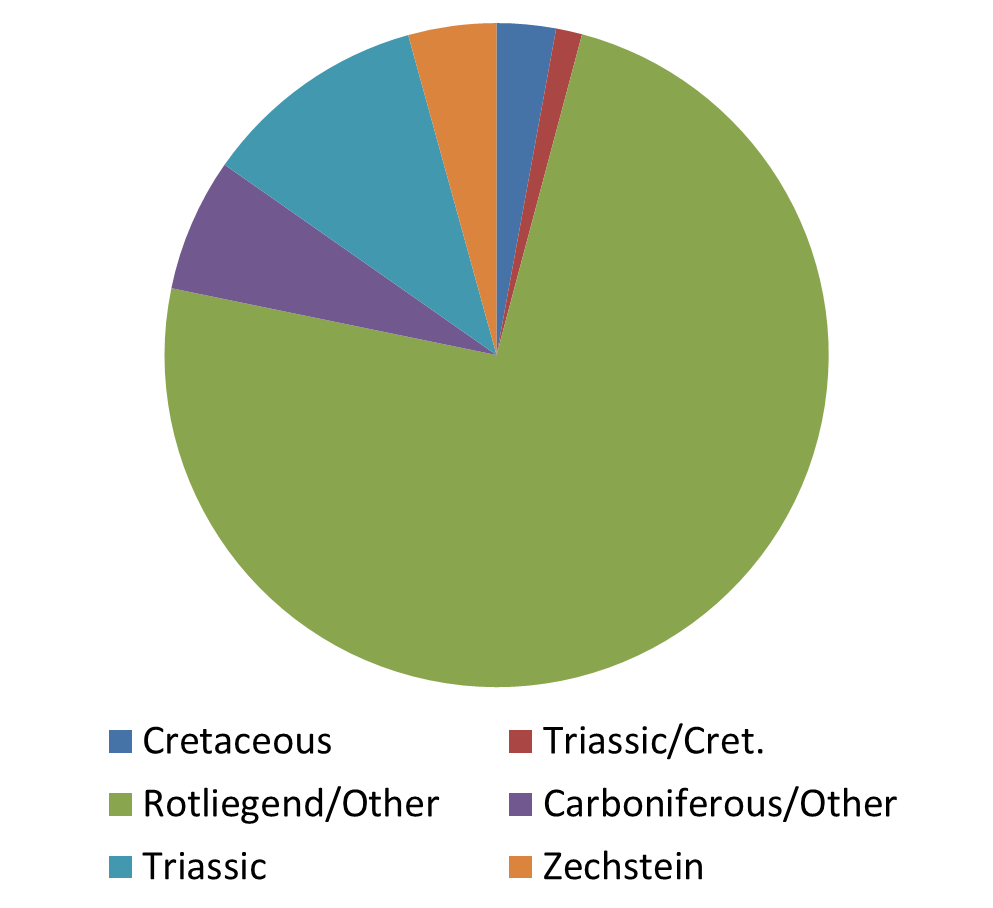 Cretaceous
Triassic/Cret.
Rotliegend/Other
Carboniferous/Other
Triassic
Zechstein